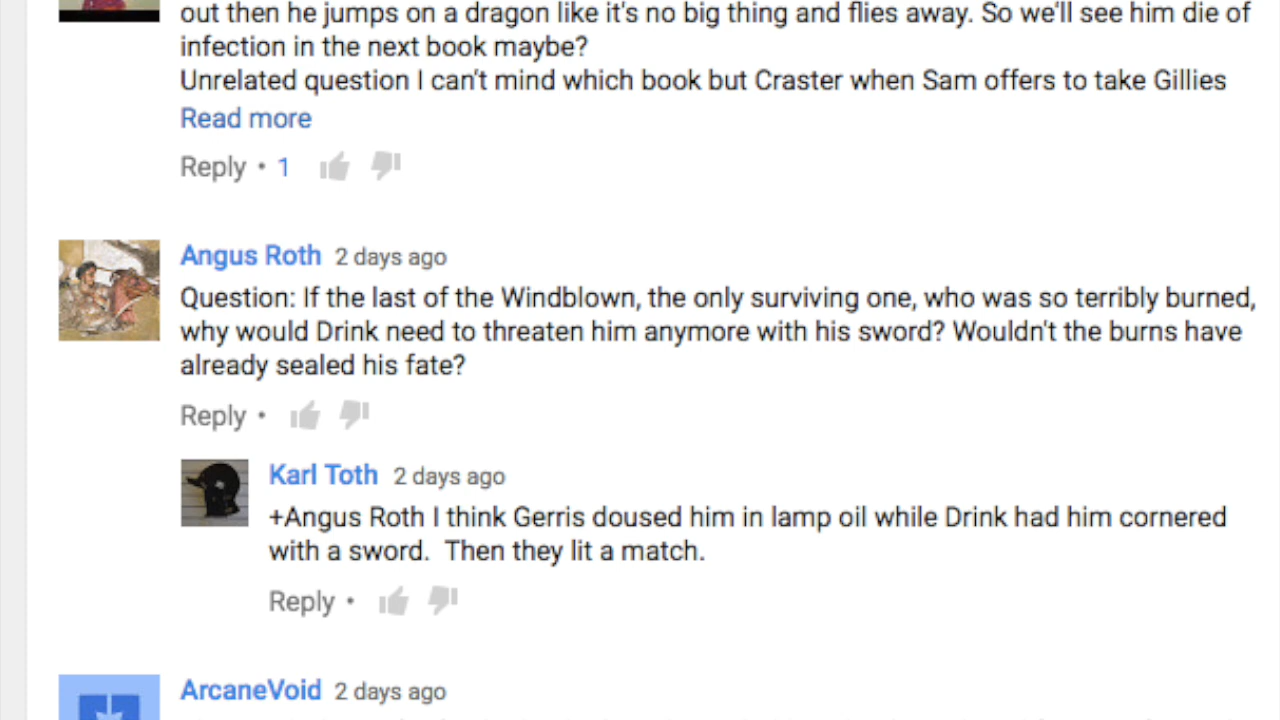 out then he jumps on a dragon like it's no big thing and flies away. So we'll see him die of
infection in the next book maybe?
Unrelated question I can't mind which book but Craster when Sam offers to take Gillies
Read more
Reply • 1
Angus Roth 2 days ago
Question: If the last of the Windblown, the only surviving one, who was so terribly burned,
why would Drink need to threaten him anymore with his sword? Wouldn't the burns have
already sealed his fate?
Reply •
Karl Toth 2 days ago
+Angus Roth I think Gerris doused him in lamp oil while Drink had him cornered
with a sword.  Then they lit a match.
Reply •
ArcaneVoid 2 days ago